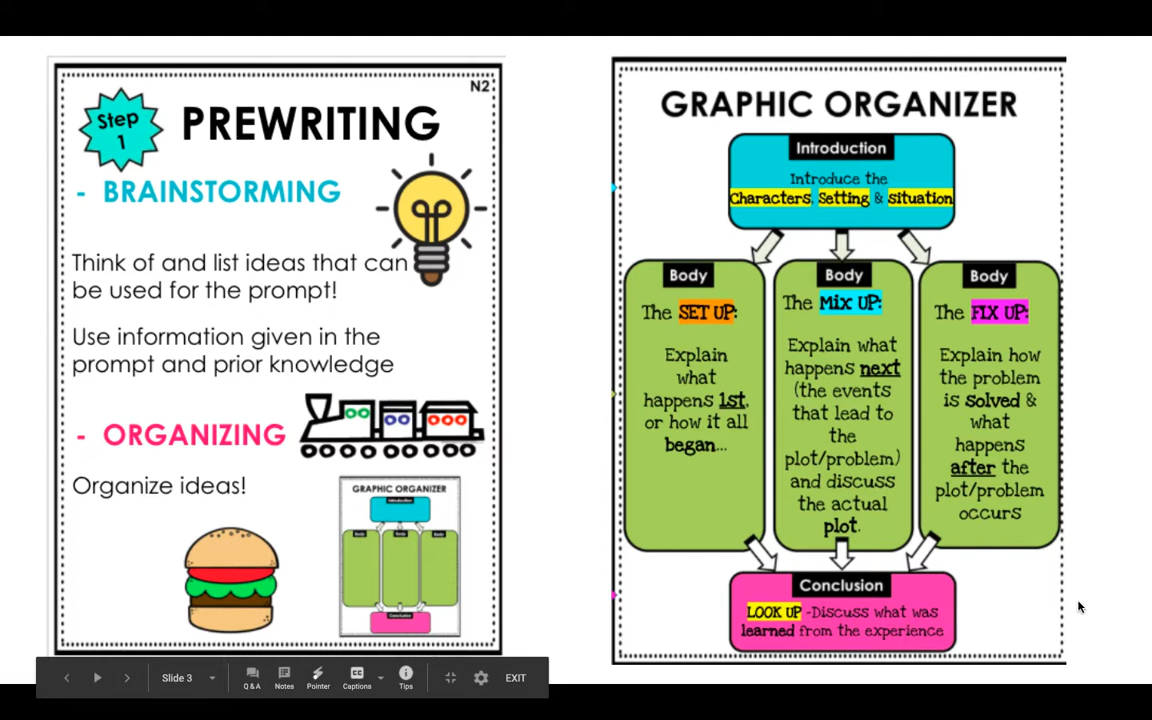 N2
Step
1
PREWRITING
- BRAINSTORMING
Think of and list ideas that can
be used for the prompt!
Use information given in the
prompt and prior knowledge
- ORGANIZING
Organize ideas!
GRAPHIC ORGANIZER
Introduction
Body
Body
Body
Conclusion
GRAPHIC ORGANIZER
Introduction
Introduce the
Characters, Setting & situation
Body
The SET UP:
Explain
what
happens 1st,
or how it all
began...
Body
The Mix UP:
Explain what
happens next
(the events
that lead to
the
plot/problem)
and discuss
the actual
plot.
Body
The FIX UP:
Explain how
the problem
is solved &
what
happens
after the
plot/problem
occurs
Conclusion
LOOK UP -Discuss what was
learned from the experience
Slide 3
Q & A
Notes
Pointer
Captions
Tips
EXIT